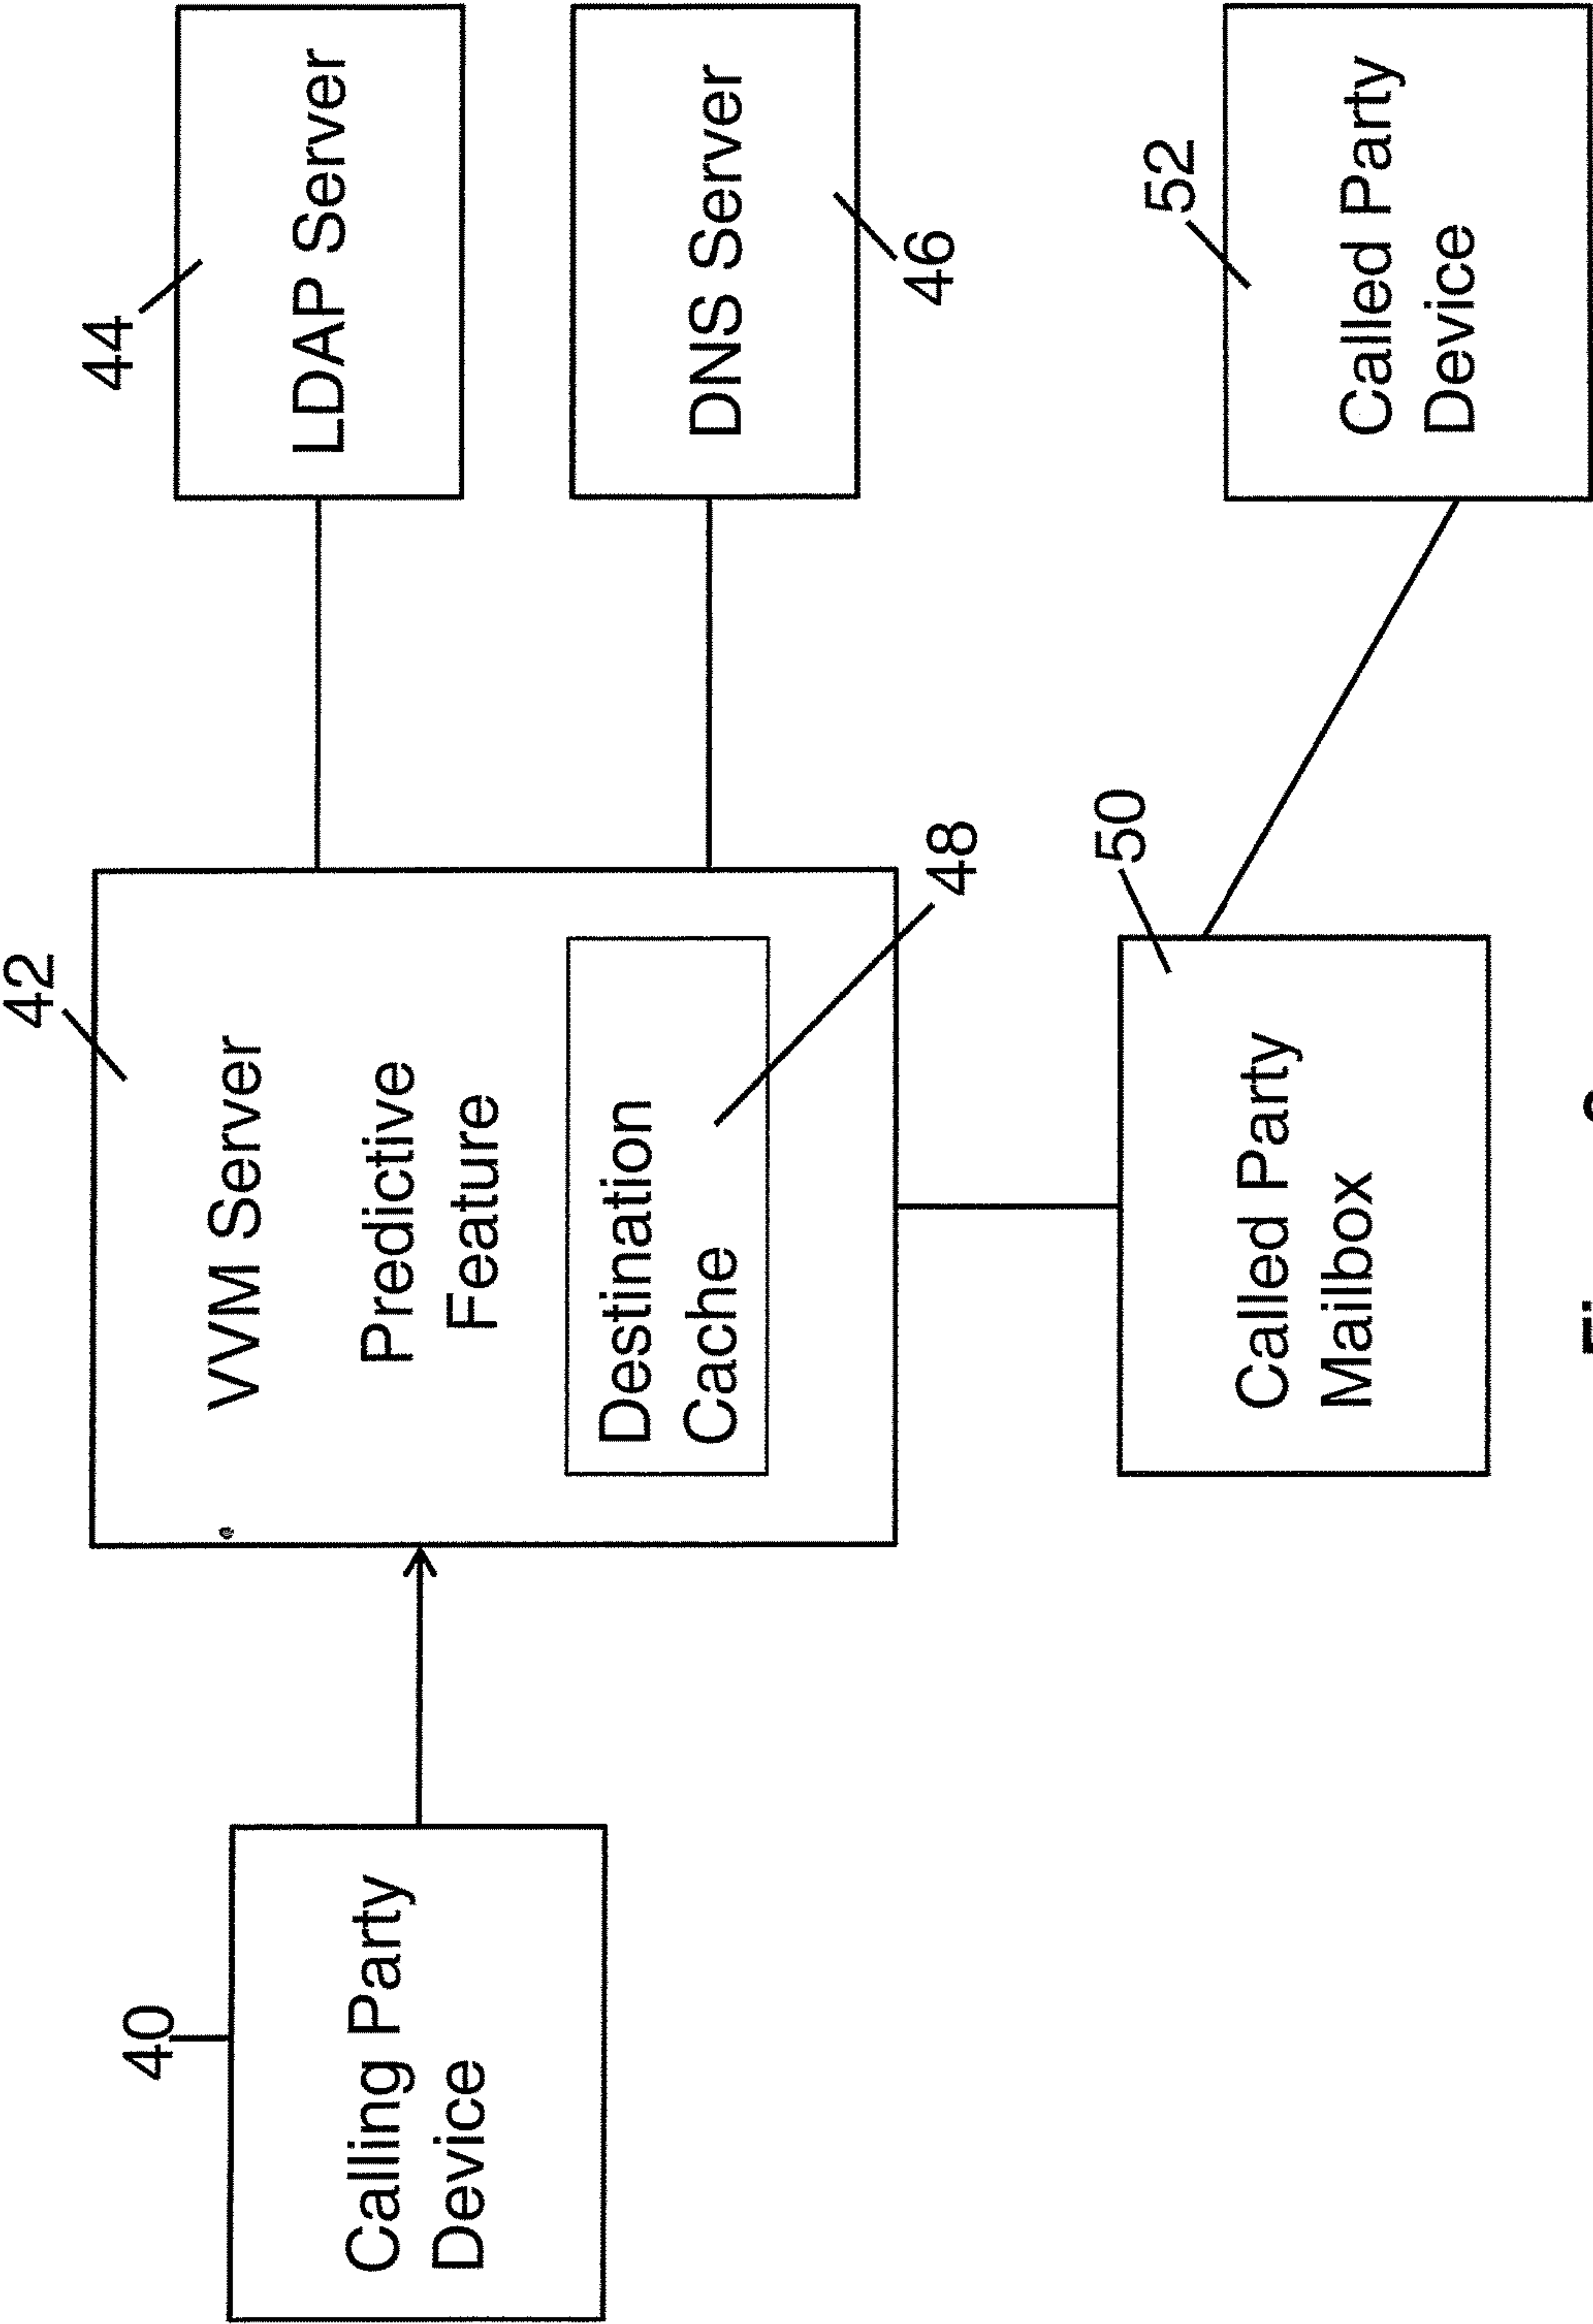 42
44
LDAP Server
40
VVM Server
Predictive
Feature
Calling Party
Device
Destination
Cache
48
DNS Server
46
50
52
Called Party
Mailbox
Called Party
Device